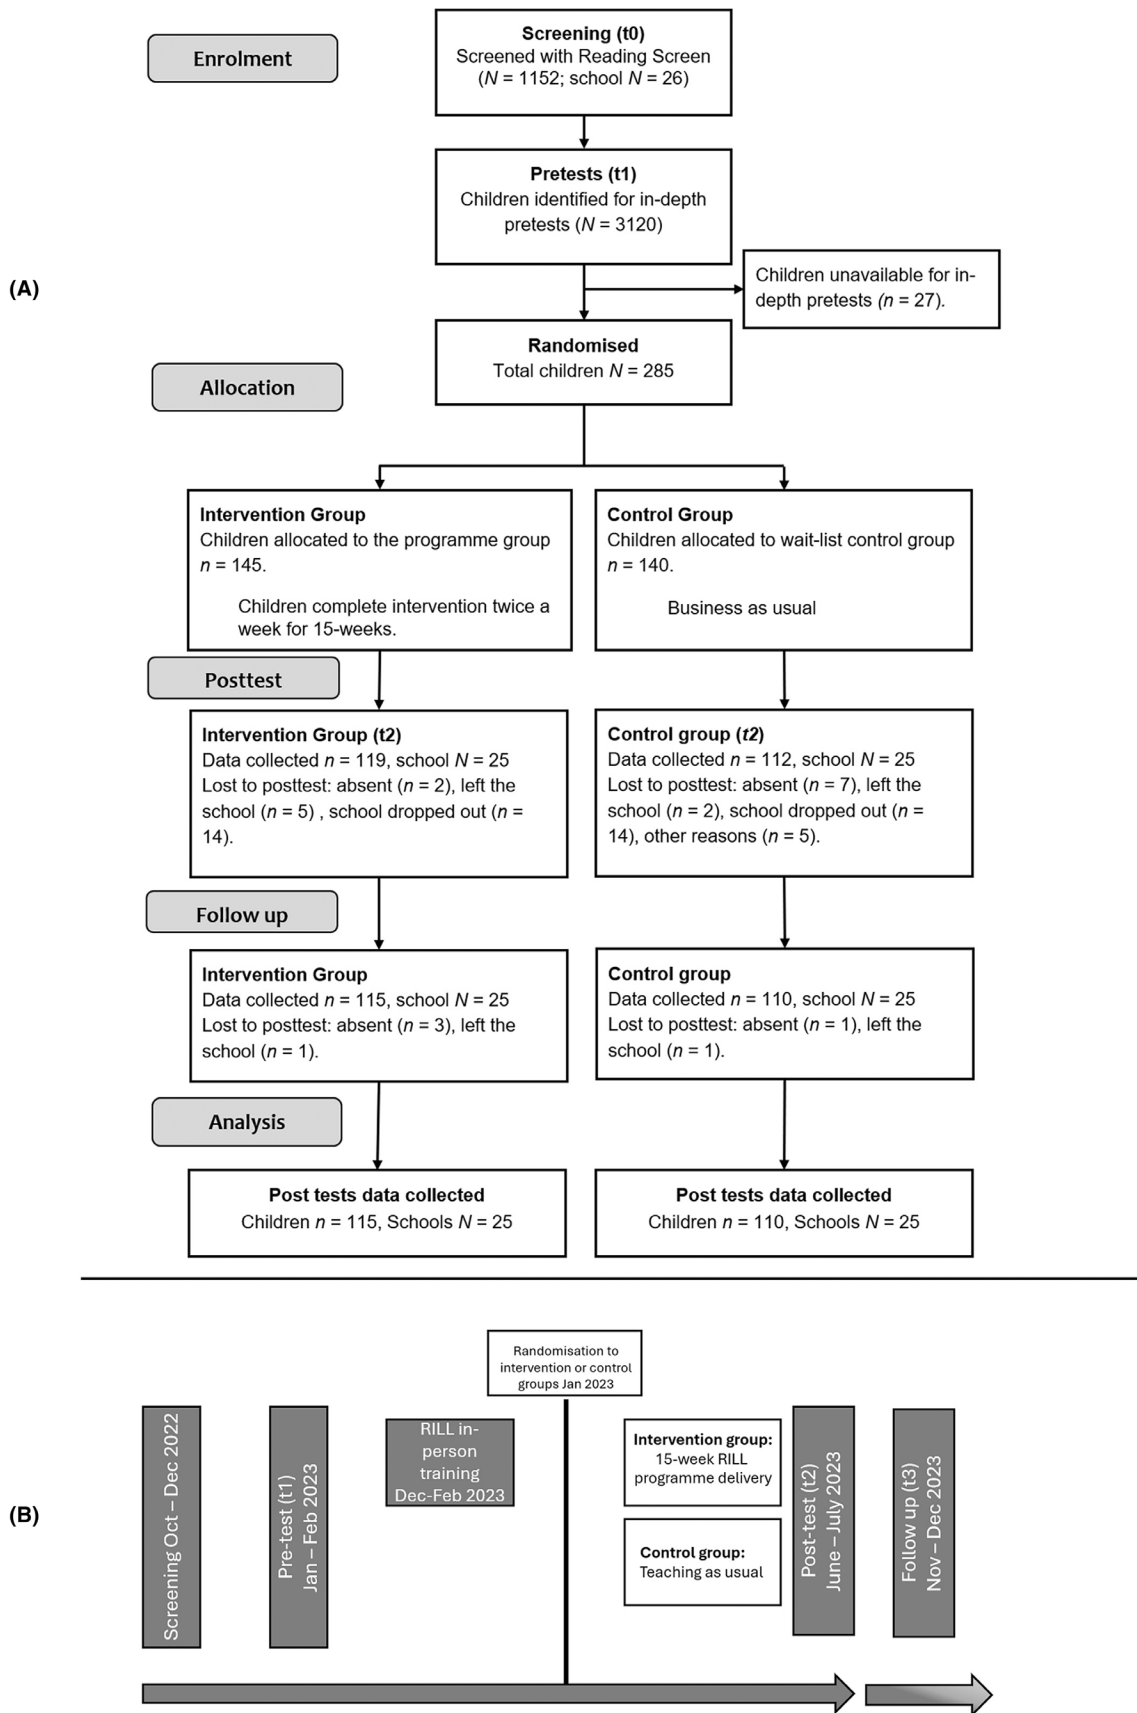 Enrolment
Screening (t0)
Screened with Reading Screen
(N = 1152; school N = 26)
Pretests (t1)
Children identified for in-depth
pretests (N = 3120)
(A)
Children unavailable for in-
depth pretests (n = 27).
Randomised
Total children N = 285
Allocation
Intervention Group
Children allocated to the programme group
n = 145.
Children complete intervention twice a
week for 15-weeks.
Control Group
Children allocated to wait-list control group
n = 140.
Business as usual
Posttest
Intervention Group (t2)
Data collected n = 119, school N = 25
Lost to posttest: absent (n = 2), left the
school (n = 5) , school dropped out (n =
14).
Control group (t2)
Data collected n = 112, school N = 25
Lost to posttest: absent (n = 7), left the
school (n = 2), school dropped out (n =
14), other reasons (n = 5).
Follow up
Intervention Group
Data collected n = 115, school N = 25
Lost to posttest: absent (n = 3), left the
school (n = 1).
Control group
Data collected n = 110, school N = 25
Lost to posttest: absent (n = 1), left the
school (n = 1).
Analysis
Post tests data collected
Children n = 115, Schools N = 25
Post tests data collected
Children n = 110, Schools N = 25
(B)
Screening Oct – Dec 2022
Pre-test (t1)
Jan – Feb 2023
RILL in-
person
training
Dec-Feb 2023
Randomisation to
intervention or control
groups Jan 2023
Intervention group:
15-week RILL
programme delivery
Control group:
Teaching as usual
Post-test (t2)
June – July 2023
Follow up (t3)
Nov – Dec 2023